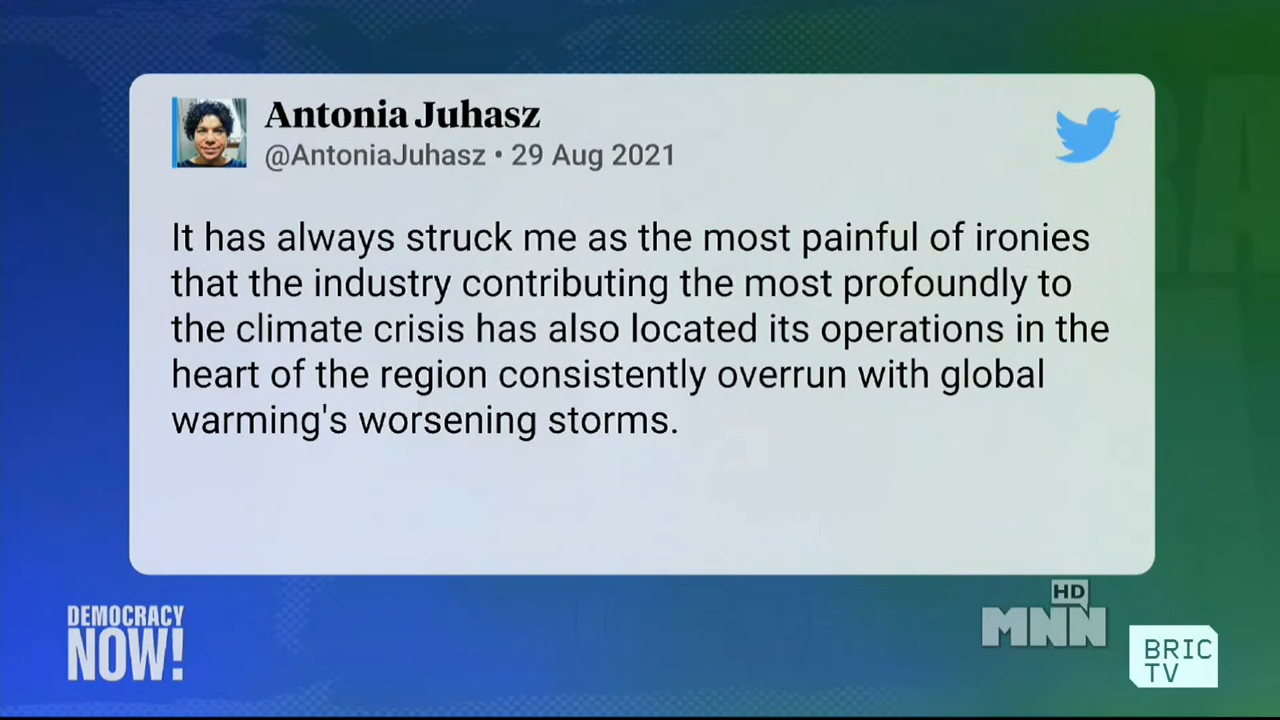 Antonia Juhasz
@AntoniaJuhasz • 29 Aug 2021
It has always struck me as the most painful of ironies
that the industry contributing the most profoundly to
the climate crisis has also located its operations in the
heart of the region consistently overrun with global
warming's worsening storms.
DEMOCRACY
NOW!
HD
MNN
BRIC
TV